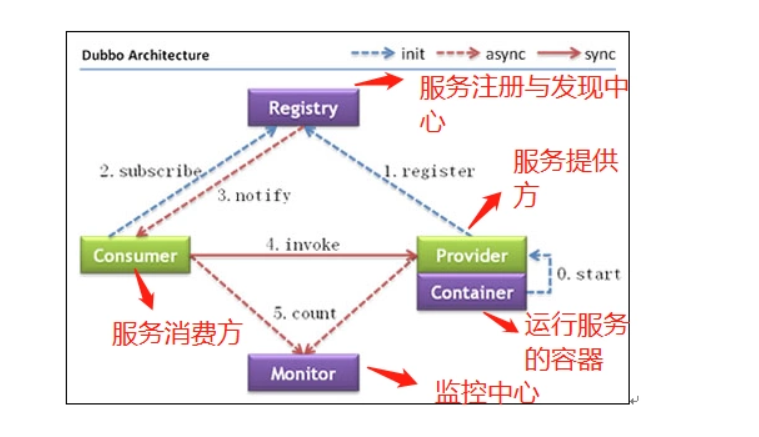 Dubbo Architecture
init
async
sync
服务注册与发现中
心
Registry
服务提供
方
2. subscribe
1. register
3. notify
Consumer
4. invoke
Provider
0. start
Container
5. count
服务消费方
运行服务
的容器
Monitor
监控中心